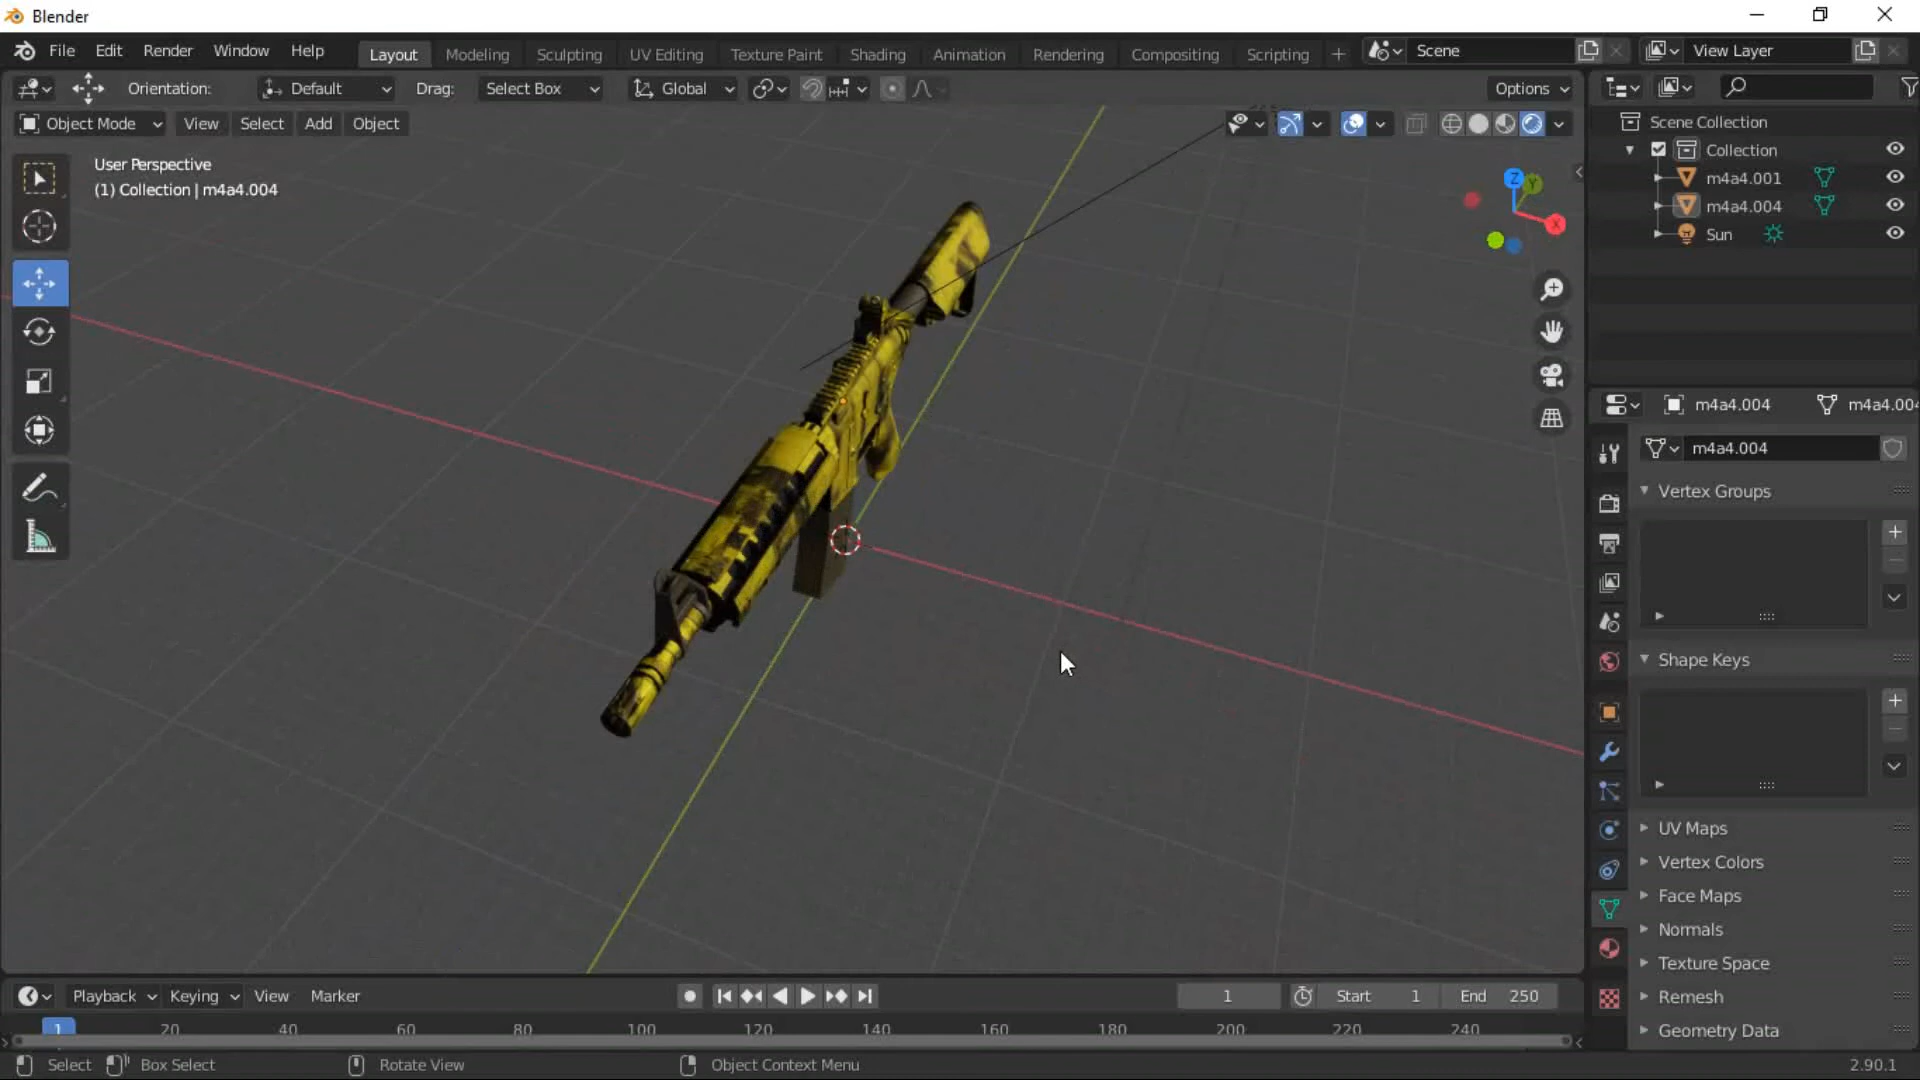 Blender
File Edit Render Window Help Layout Modeling Sculpting UV Editing Texture Paint Shading Animation Rendering Compositing Scripting + Scene View Layer
Orientation: Default Drag: Select Box Global Options
Object Mode View Select Add Object
User Perspective
(1) Collection | m4a4.004
Z Y
X
Scene Collection
Collection
m4a4.001
m4a4.004
Sun
m4a4.004 m4a4.00
m4a4.004
Vertex Groups
Shape Keys
UV Maps
Vertex Colors
Face Maps
Normals
Texture Space
Remesh
Geometry Data
Playback Keying View Marker 1 Start 1 End 250
1 20 40 60 80 100 120 140 160 180 200 220 240
Select Box Select Rotate View Object Context Menu 2.90.1